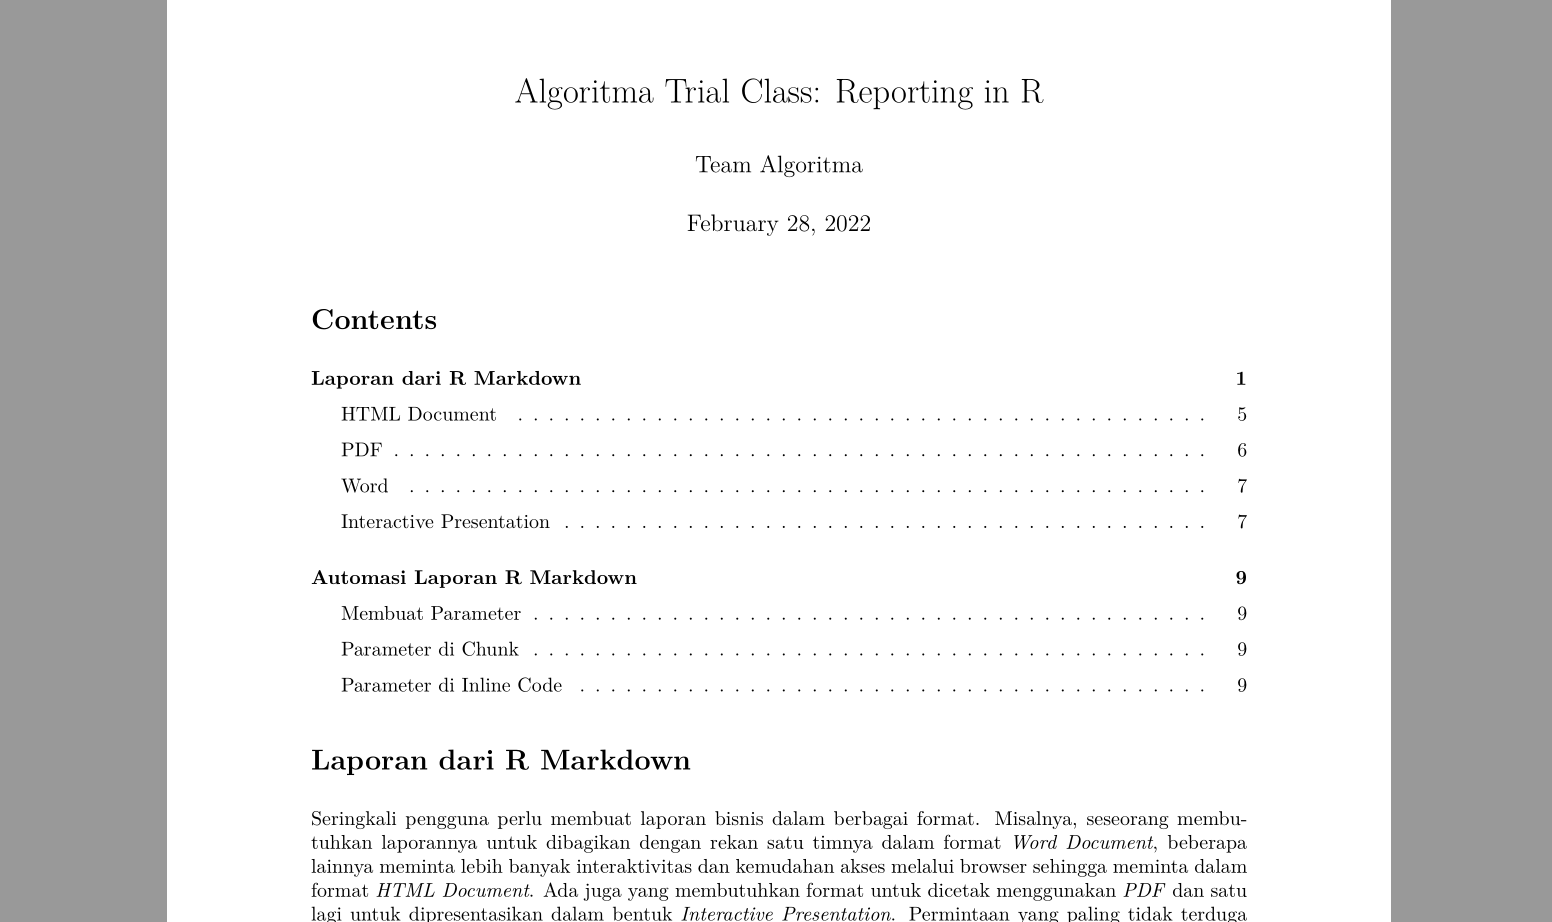 Algoritma Trial Class: Reporting in R
Team Algoritma
February 28, 2022
Contents
Laporan dari R Markdown 1
HTML Document . . . . . . . . . . . . . . . . . . . . . . . . . . . . . . . . . . . . . . . . . . . . . 5
PDF . . . . . . . . . . . . . . . . . . . . . . . . . . . . . . . . . . . . . . . . . . . . . . . . . . . . . 6
Word . . . . . . . . . . . . . . . . . . . . . . . . . . . . . . . . . . . . . . . . . . . . . . . . . . . . 7
Interactive Presentation . . . . . . . . . . . . . . . . . . . . . . . . . . . . . . . . . . . . . . . . . . 7
Automasi Laporan R Markdown 9
Membuat Parameter . . . . . . . . . . . . . . . . . . . . . . . . . . . . . . . . . . . . . . . . . . . . 9
Parameter di Chunk . . . . . . . . . . . . . . . . . . . . . . . . . . . . . . . . . . . . . . . . . . . . 9
Parameter di Inline Code . . . . . . . . . . . . . . . . . . . . . . . . . . . . . . . . . . . . . . . . . 9
Laporan dari R Markdown
Seringkali pengguna perlu membuat laporan bisnis dalam berbagai format. Misalnya, seseorang membu-
tuhkan laporannya untuk dibagikan dengan rekan satu timnya dalam format Word Document, beberapa
lainnya meminta lebih banyak interaktivitas dan kemudahan akses melalui browser sehingga meminta dalam
format HTML Document. Ada juga yang membutuhkan format untuk dicetak menggunakan PDF dan satu
lagi untuk dipresentasikan dalam bentuk Interactive Presentation. Permintaan yang paling tidak terduga